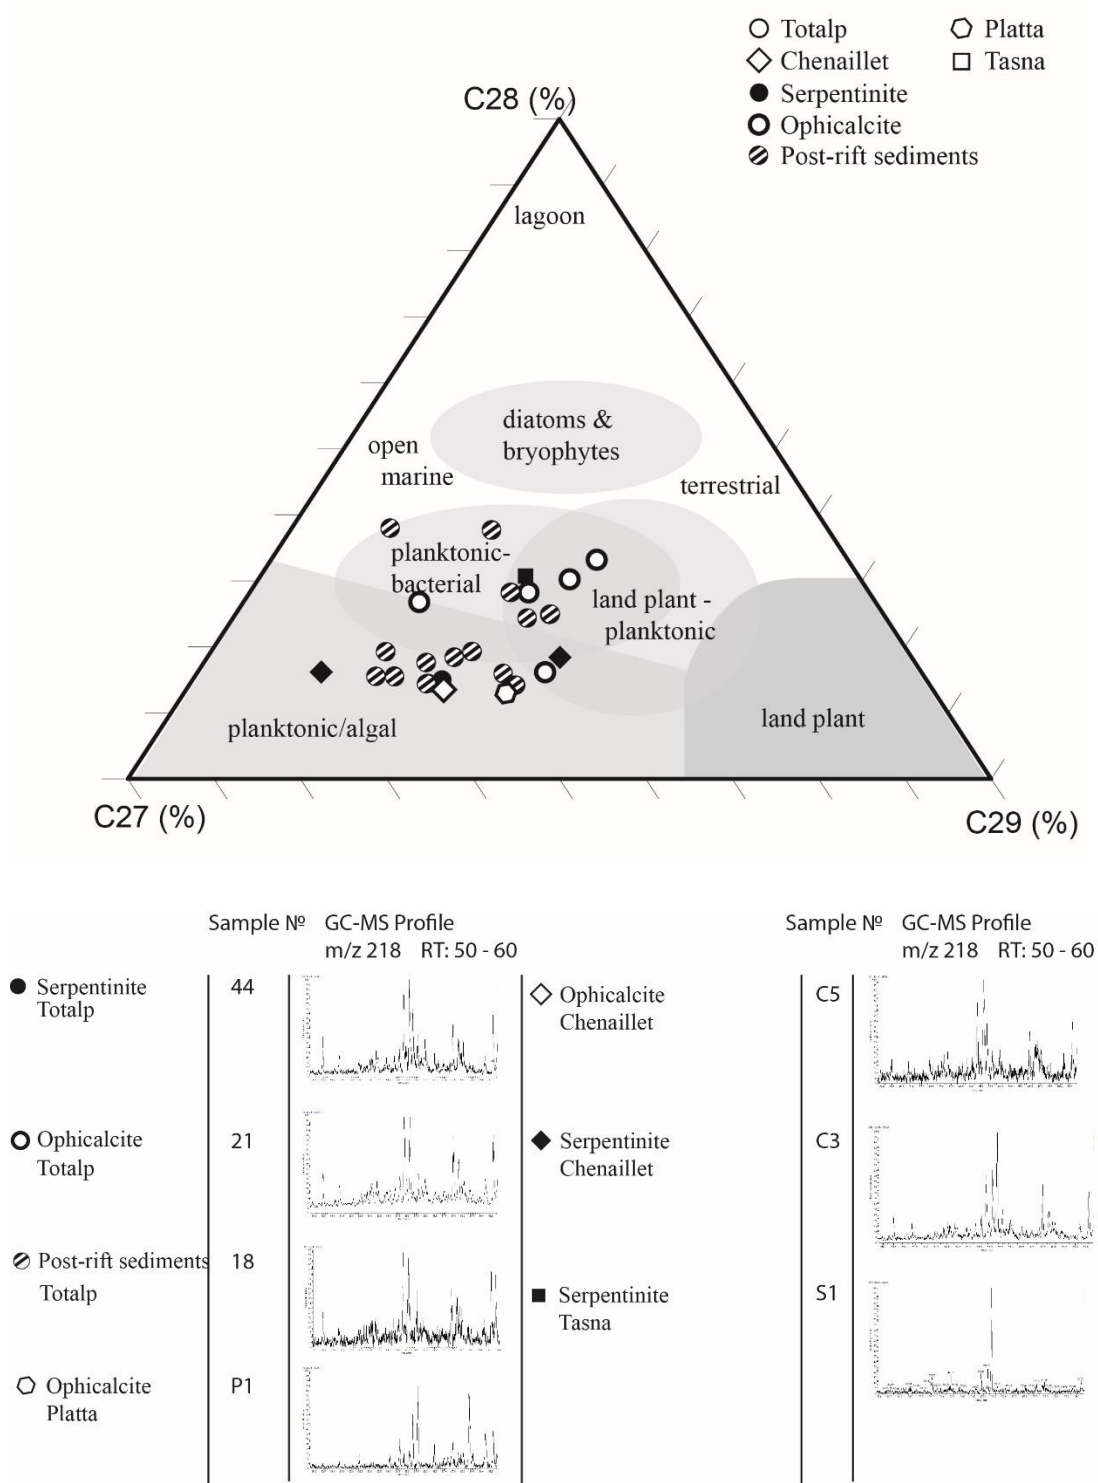 Totalp
Platta
Chenaillet
Tasna
Serpentinite
Ophicalcite
Post-rift sediments
C28 (%)
lagoon
diatoms &
bryophytes
open
marine
terrestrial
planktonic-
bacterial
land plant -
planktonic
planktonic/algal
land plant
C27 (%)
C29 (%)
Sample № GC-MS Profile
m/z 218 RT: 50 - 60
Sample № GC-MS Profile
m/z 218 RT: 50 - 60
Serpentinite
Totalp
44
Ophicalcite
Chenaillet
C5
Ophicalcite
Totalp
21
Serpentinite
Chenaillet
C3
Post-rift sediments
Totalp
18
Serpentinite
Tasna
S1
Ophicalcite
Platta
P1